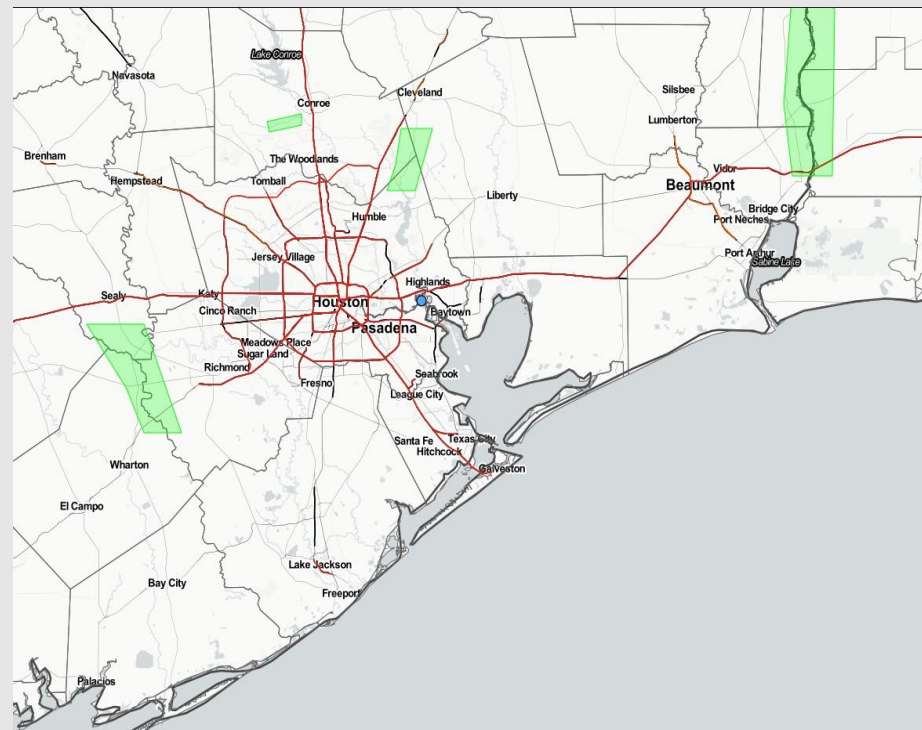 Lake Conroe
Navasota
Cleveland
Silsbee
Conroe
Lumberton
Brenham
The Woodlands
Vidor
Hempstead
Tomball
Beaumont
Liberty
Bridge City
Humble
Port Neches
Port Arthur
Jersey Village
Sabine Lake
Highlands
Sealy
Katy
Houston
Cinco Ranch
Baytown
Pasadena
Meadows Place
Sugar Land
Richmond
Seabrook
Fresno
League City
Santa Fe
Texas City
Hitchcock
Wharton
Galveston
El Campo
Lake Jackson
Bay City
Freeport
Palacios